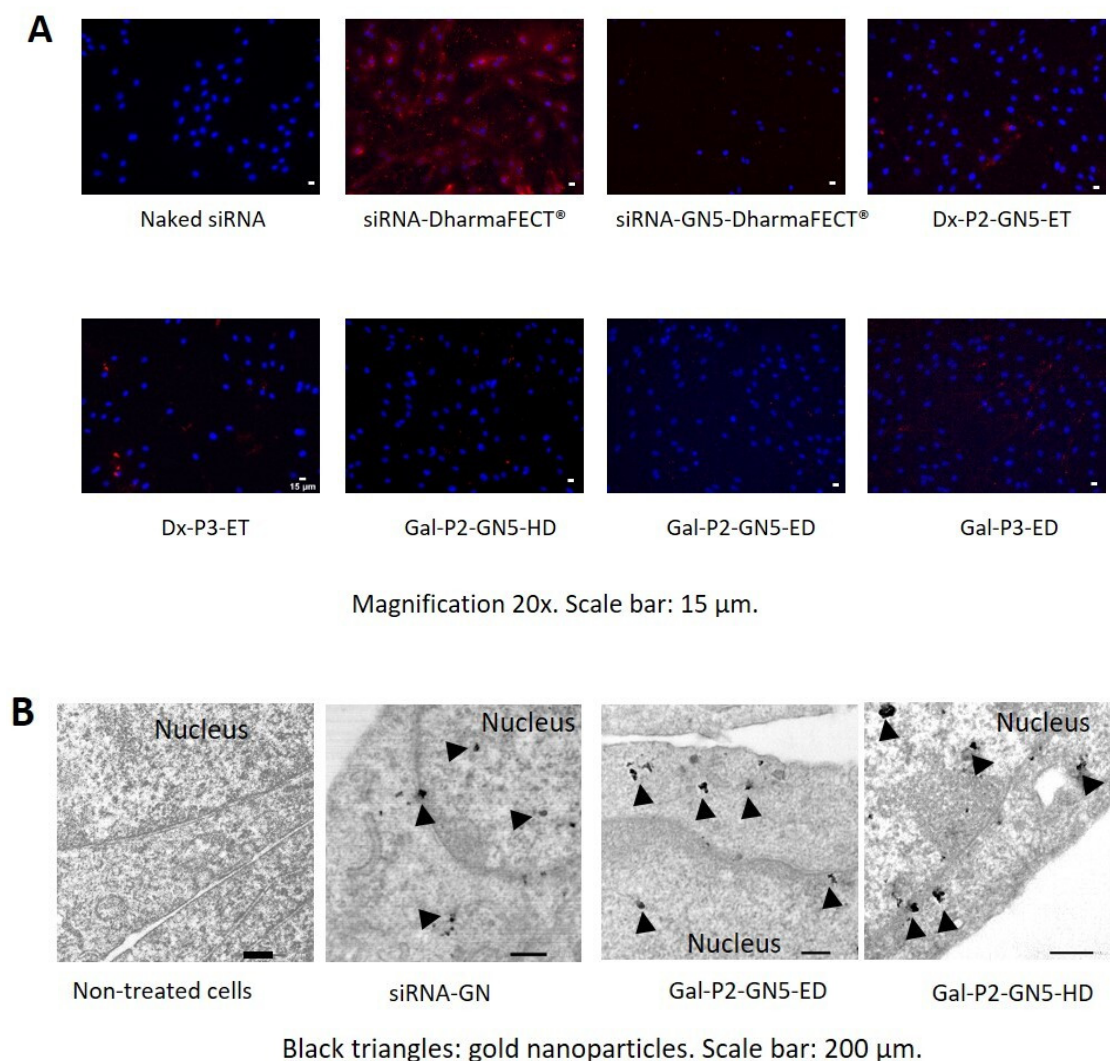 A
Naked siRNA siRNA-DharmaFECT® siRNA-GN5-DharmaFECT® Dx-P2-GN5-ET
15 µm
Dx-P3-ET Gal-P2-GN5-HD Gal-P2-GN5-ED Gal-P3-ED
Magnification 20x. Scale bar: 15 µm.
B
Nucleus Nucleus Nucleus Nucleus
Non-treated cells siRNA-GN Gal-P2-GN5-ED Gal-P2-GN5-HD
Black triangles: gold nanoparticles. Scale bar: 200 µm.